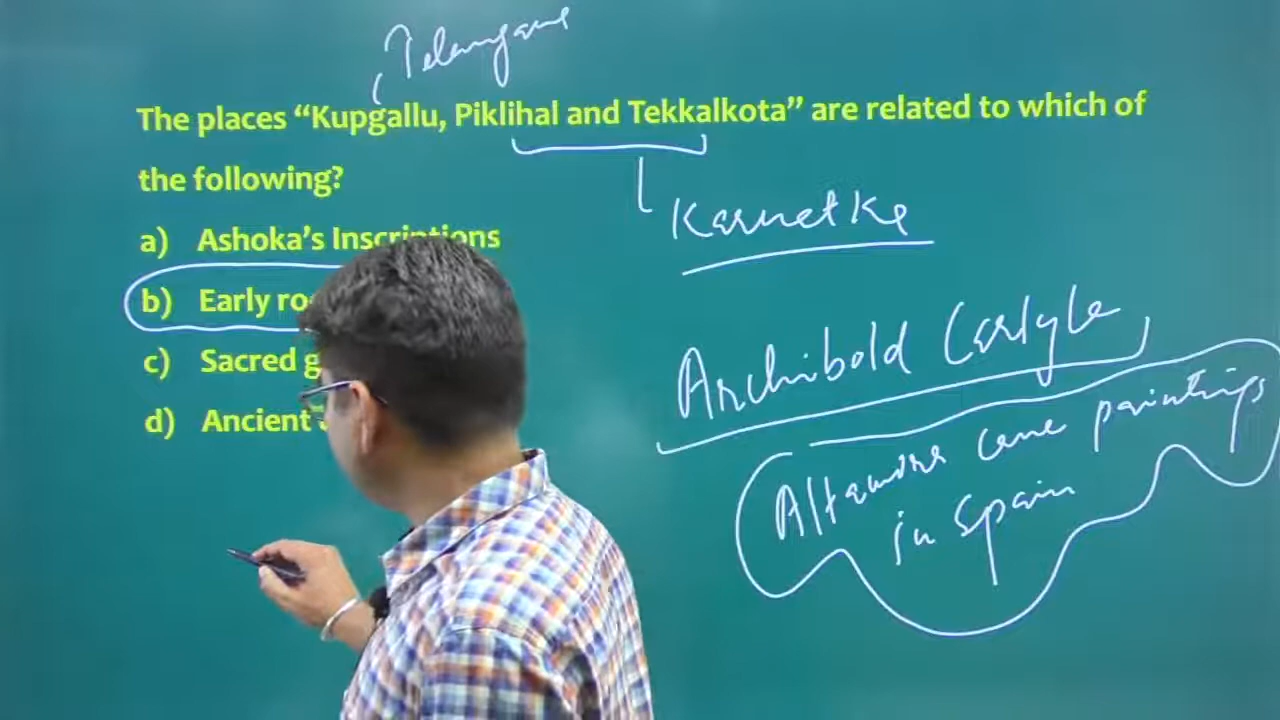 Telangana
The places “Kupgallu, Piklihal and Tekkalkota” are related to which of
the following?
Karnetke
a) Ashoka’s Inscriptions
b) Early ro
Archibold Carlyle
c) Sacred g
Altamira cave paintings
d) Ancient
in Spain